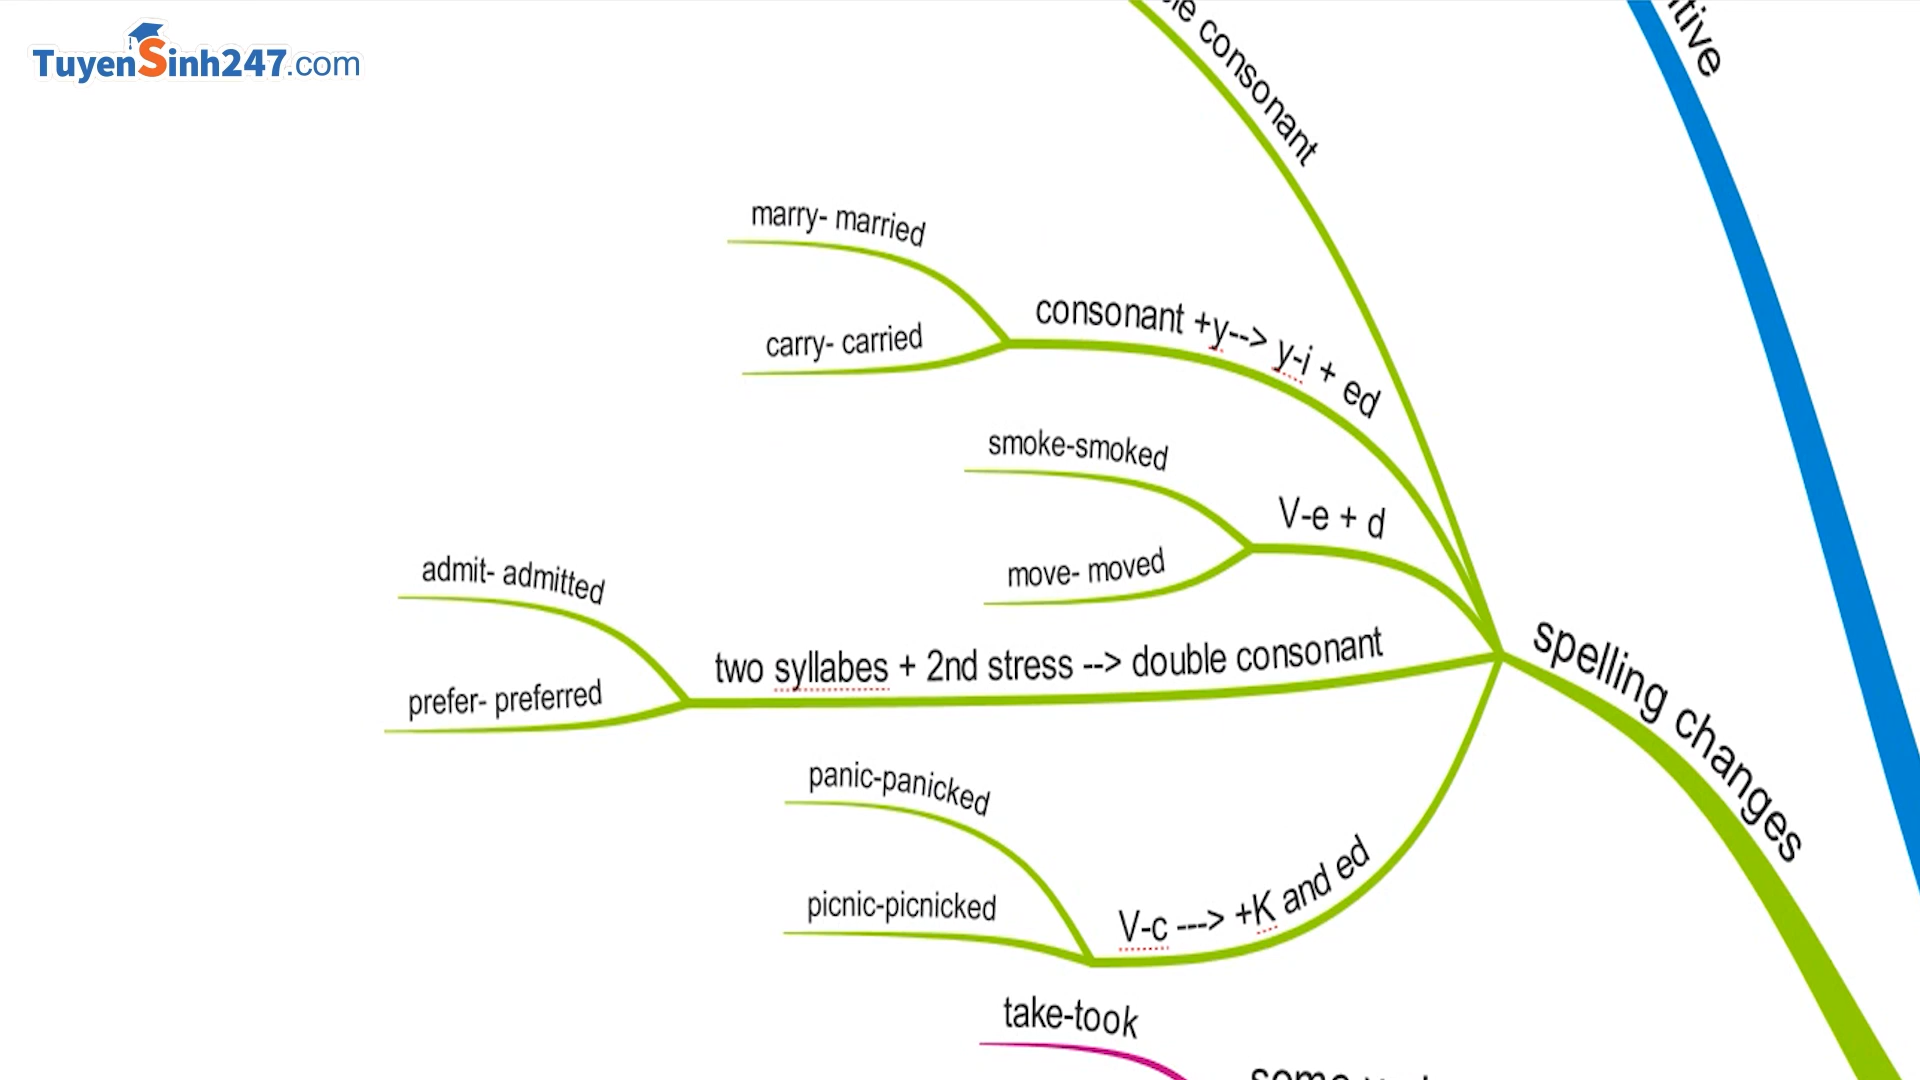 TuyenSinh247.com
consonant
marry- married
carry- carried
consonant +y--> y-i + ed
smoke-smoked
move- moved
V-e + d
admit- admitted
prefer- preferred
two syllabes + 2nd stress --> double consonant
spelling changes
panic-panicked
picnic-picnicked
V-c ---> +K and ed
take-took